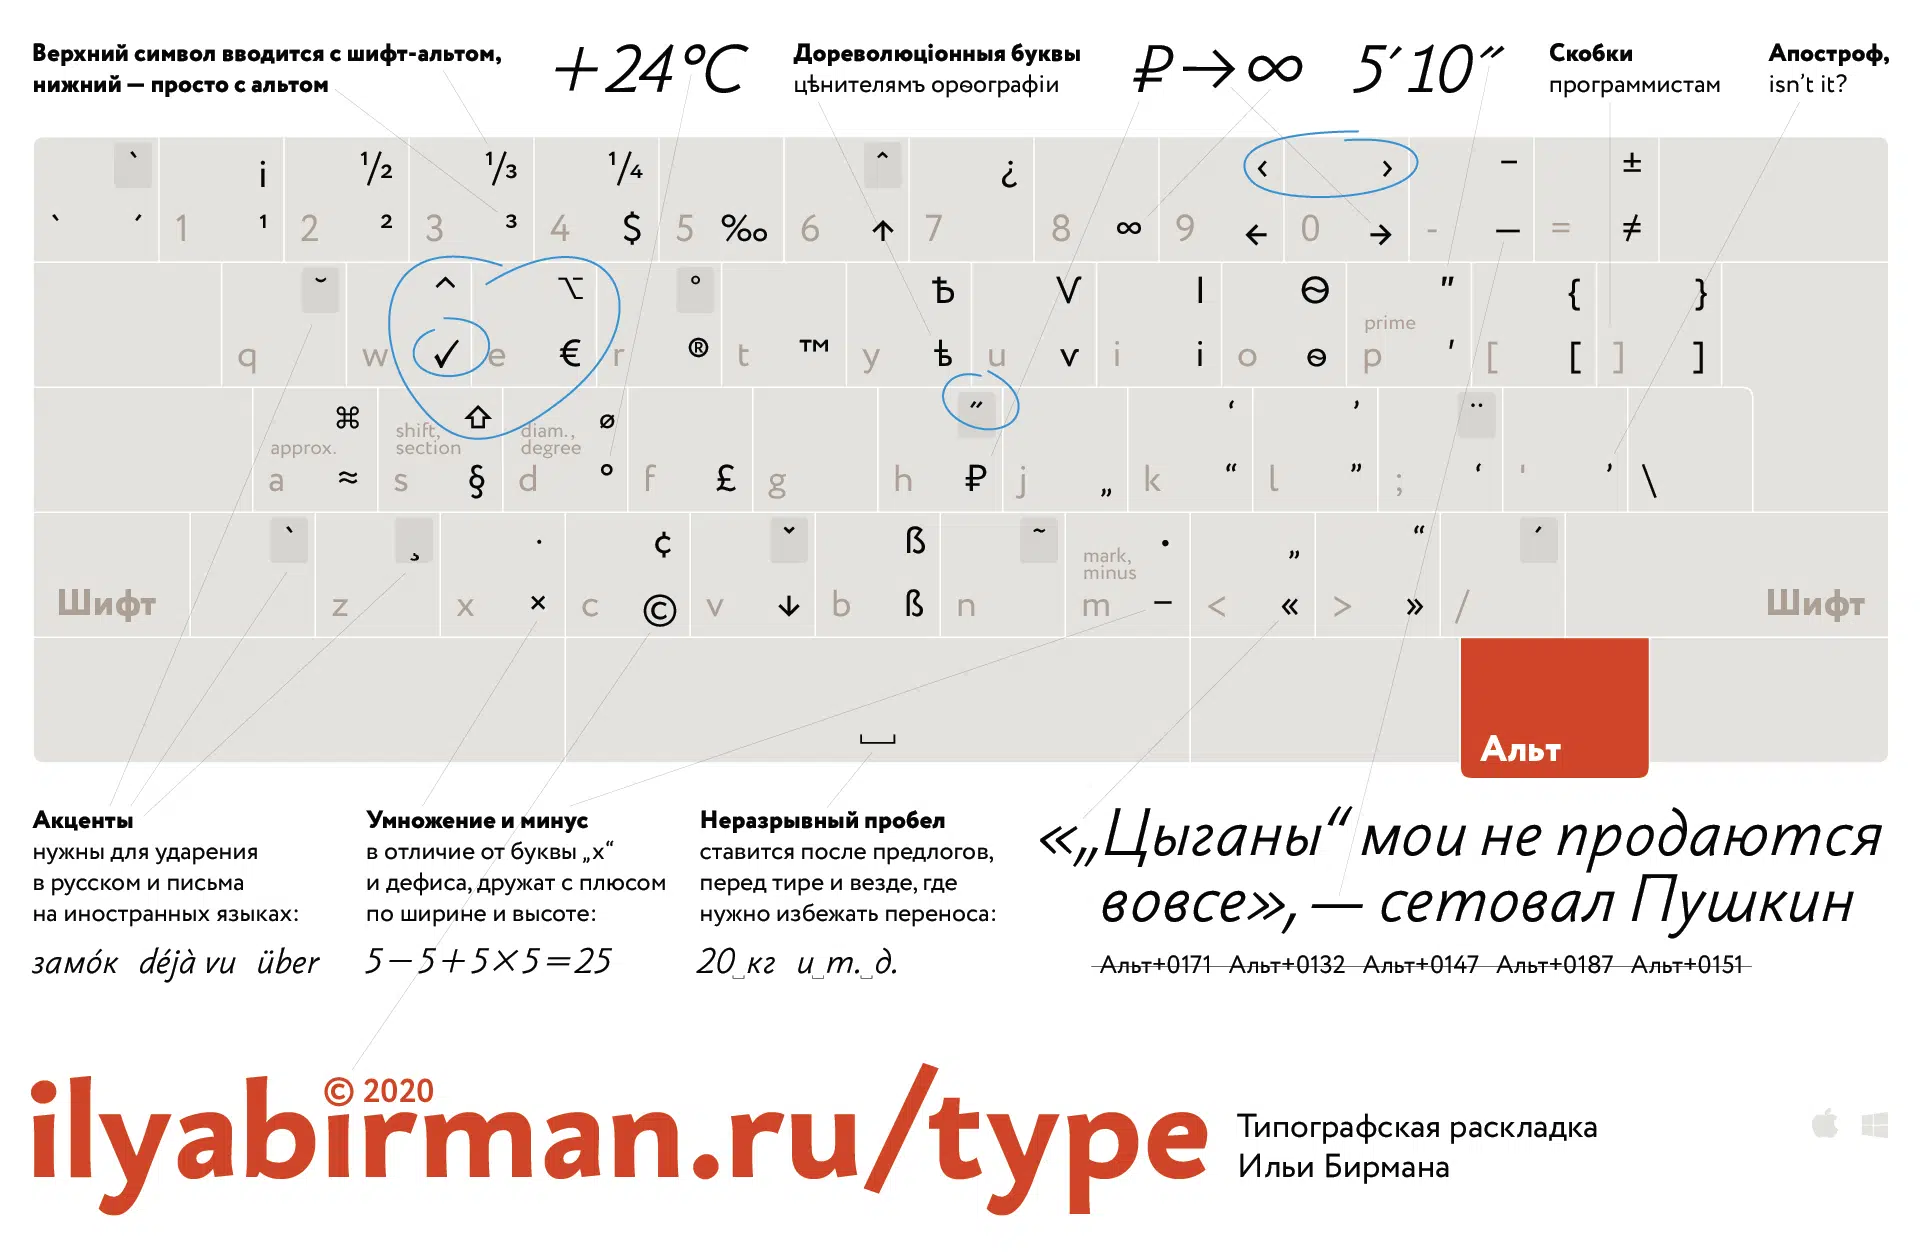 Верхний символ вводится с шифт-альтом,
нижний — просто с альтом
+24°C
Дореволюціонныя буквы
цѣнителямъ орѳографіи
₽→∞
5′10″
Скобки
программистам
Апостроф,
isn’t it?
` ¡ ½ ⅓ ¼ ˆ ¿ ‹ › – ±
` ´ 1 ¹ 2 ² 3 ³ 4 $ 5 ‰ 6 ↑ 7 8 ∞ 9 ← 0 → - — = ≠
˘ ^ ⌥ ° Ѣ Ѵ І Ѳ ″ { }
prime
q w ✓ e € r ® t ™ y ѣ u ѵ i і o ѳ p ′ [ [ ] ]
⌘ ⇧ ⌀ ˝ ‘ ’ ¨
approx. shift, section diam., degree
a ≈ s § d ° f £ g h ₽ j „ k “ l ” ; ‘ ' ’ \
` ¸ · ¢ ˇ ẞ ˜ • „ “ ´
mark, minus
Шифт z x × c © v ↓ b ß n m − < « > » / Шифт
Альт
Акценты
нужны для ударения
в русском и письма
на иностранных языках:
замо́к déjà vu über
Умножение и минус
в отличие от буквы „x“
и дефиса, дружат с плюсом
по ширине и высоте:
5−5+5×5=25
Неразрывный пробел
ставится после предлогов,
перед тире и везде, где
нужно избежать переноса:
20␣кг и␣т.␣д.
«„Цыганы“ мои не продаются
вовсе», — сетовал Пушкин
Альт+0171 Альт+0132 Альт+0147 Альт+0187 Альт+0151
© 2020
ilyabirman.ru/type
Типографская раскладка
Ильи Бирмана